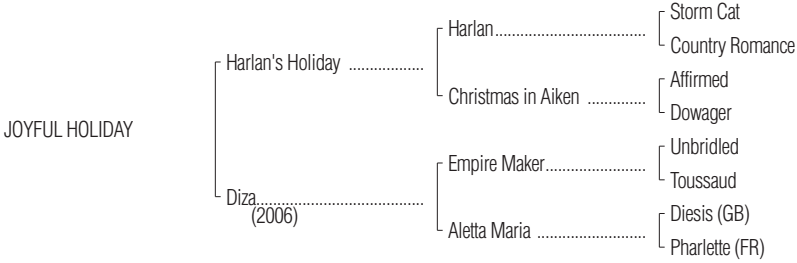 Storm Cat
Harlan..................................
Country Romance
Harlan's Holiday ..................
Affirmed
Christmas in Aiken ..............
Dowager
JOYFUL HOLIDAY
Unbridled
Empire Maker........................
Toussaud
Diza........................................
(2006)
Diesis (GB)
Aletta Maria ..........................
Pharlette (FR)